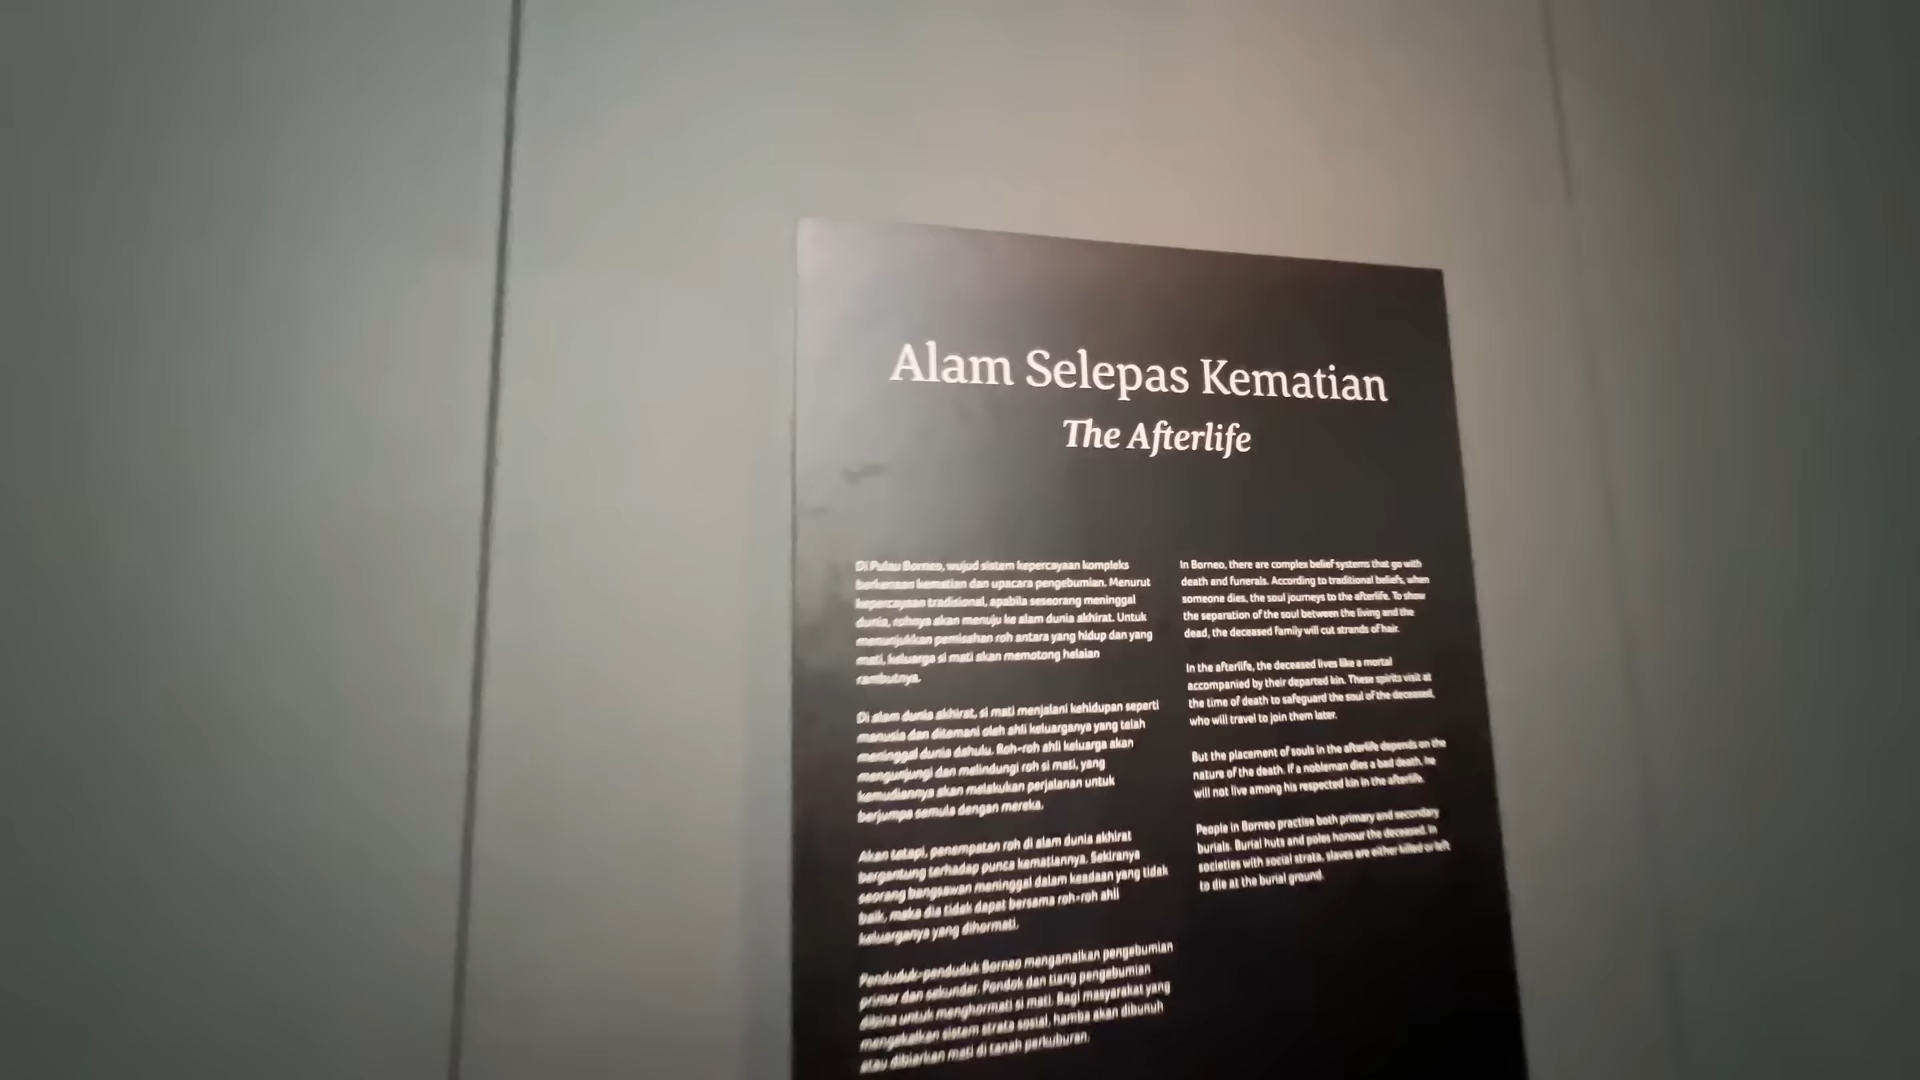 Alam Selepas Kematian
The Afterlife
Di Pulau Borneo, wujud sistem kepercayaan kompleks
berkenaan kematian dan upacara pengebumian. Menurut
kepercayaan tradisional, apabila seseorang meninggal
dunia, rohnya akan menuju ke alam dunia akhirat. Untuk
menunjukkan pemisahan roh antara yang hidup dan yang
mati, keluarga si mati akan memotong helaian
rambutnya.
Di alam dunia akhirat, si mati menjalani kehidupan seperti
manusia dan ditemani oleh ahli keluarganya yang telah
meninggal dunia dahulu. Roh-roh ahli keluarga akan
mengunjungi dan melindungi roh si mati, yang
kemudiannya akan melakukan perjalanan untuk
berjumpa semula dengan mereka.
Akan tetapi, penempatan roh di alam dunia akhirat
bergantung terhadap punca kematiannya. Sekiranya
seorang bangsawan meninggal dalam keadaan yang tidak
baik, maka dia tidak dapat bersama roh-roh ahli
keluarganya yang dihormati.
Penduduk-penduduk Borneo mengamalkan pengebumian
primer dan sekunder. Pondok dan tiang pengebumian
dibina untuk menghormati si mati. Bagi masyarakat yang
mengekalkan sistem strata sosial, hamba akan dibunuh
atau dibiarkan mati di tanah perkuburan.
In Borneo, there are complex belief systems that go with
death and funerals. According to traditional beliefs, when
someone dies, the soul journeys to the afterlife. To show
the separation of the soul between the living and the
dead, the deceased family will cut strands of hair.
In the afterlife, the deceased lives like a mortal
accompanied by their departed kin. These spirits visit at
the time of death to safeguard the soul of the deceased,
who will travel to join them later.
But the placement of souls in the afterlife depends on the
nature of the death. If a nobleman dies a bad death, he
will not live among his respected kin in the afterlife.
People in Borneo practise both primary and secondary
burials. Burial huts and poles honour the deceased. In
societies with social strata, slaves are either killed or left
to die at the burial ground.